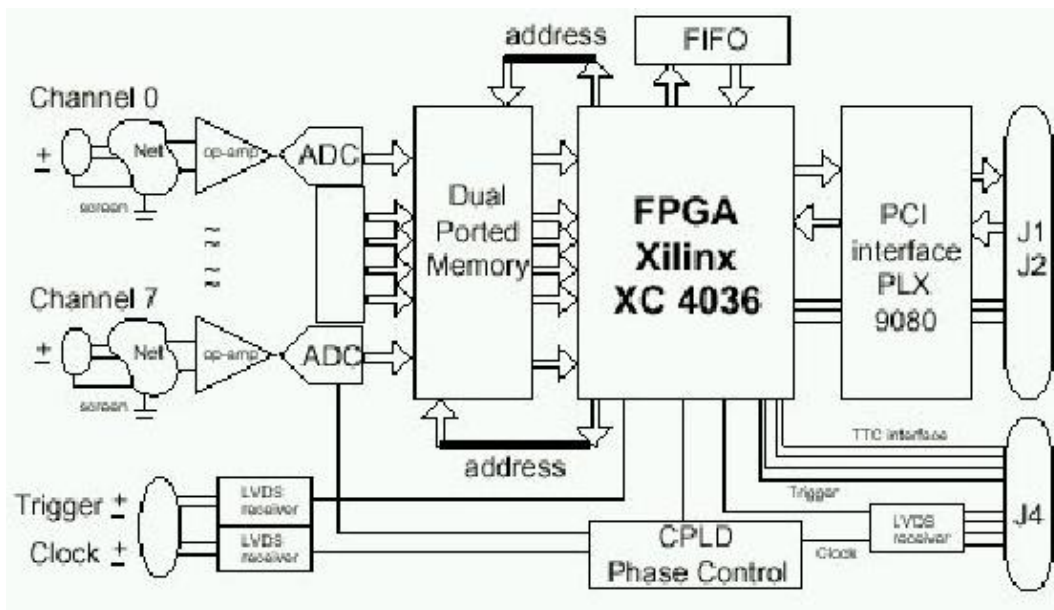 address
FIFO
Channel 0
±
Net
op-amp
ADC
screen
Dual
Ported
Memory
FPGA
Xilinx
XC 4036
PCI
interface
PLX
9080
J1
J2
≈ ≈
≈ ≈
Channel 7
±
Net
op-amp
ADC
screen
address
TTC interface
Trigger ±
LVDS
receiver
Trigger
J4
Clock ±
LVDS
receiver
CPLD
Phase Control
Clock
LVDS
receiver